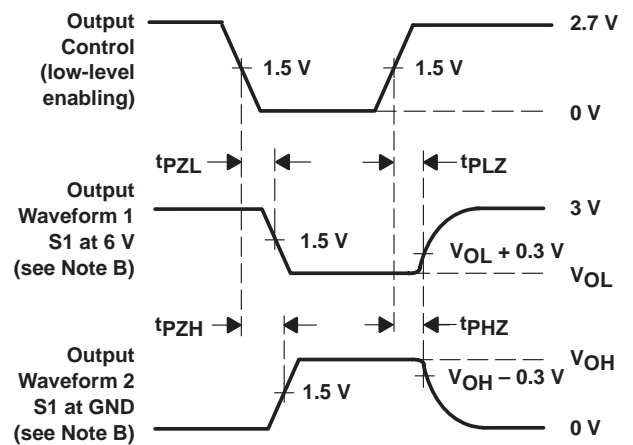 Output
Control
(low-level
enabling)
2.7 V
1.5 V
1.5 V
0 V
tPZL
tPLZ
Output
Waveform 1
S1 at 6 V
(see Note B)
3 V
1.5 V
VOL + 0.3 V
VOL
tPZH
tPHZ
Output
Waveform 2
S1 at GND
(see Note B)
VOH
1.5 V
VOH − 0.3 V
0 V